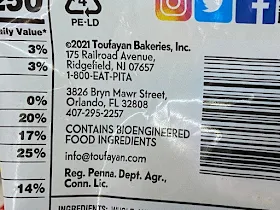 250
aily Value*
3%
3%
0%
20%
17%
25%
14%
4
PE-LD
©2021 Toufayan Bakeries, Inc.
175 Railroad Avenue,
Ridgefield, NJ 07657
1-800-EAT-PITA
3826 Bryn Mawr Street,
Orlando, FL 32808
407-295-2257
CONTAINS BIOENGINEERED
FOOD INGREDIENTS
info@toufayan.com
Reg. Penna. Dept. Agr.,
Conn. Lic.
INGREDIENTS: